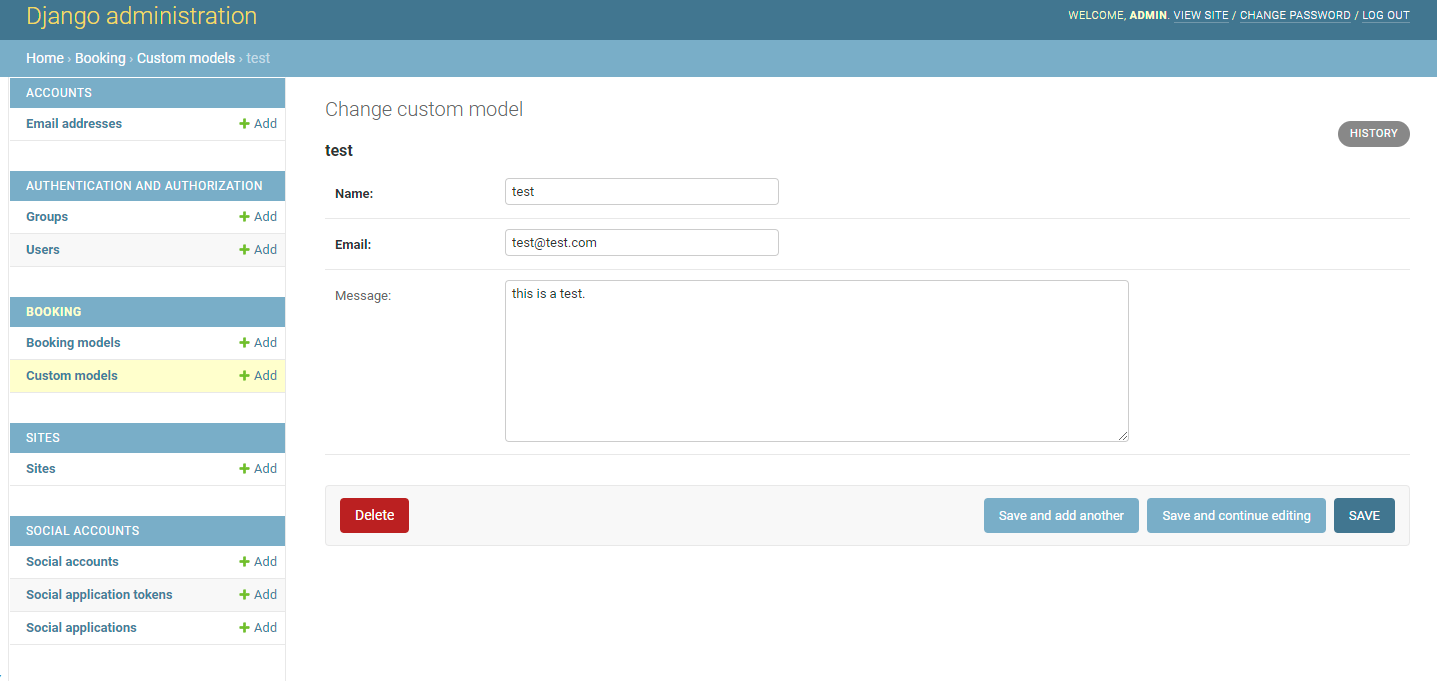 Django administration
WELCOME, ADMIN. VIEW SITE / CHANGE PASSWORD / LOG OUT
Home › Booking › Custom models › test
ACCOUNTS
Email addresses
Add
AUTHENTICATION AND AUTHORIZATION
Groups
Add
Users
Add
BOOKING
Booking models
Add
Custom models
Add
SITES
Sites
Add
SOCIAL ACCOUNTS
Social accounts
Add
Social application tokens
Add
Social applications
Add
Change custom model
HISTORY
test
Name:
test
Email:
test@test.com
Message:
this is a test.
Delete
Save and add another
Save and continue editing
SAVE